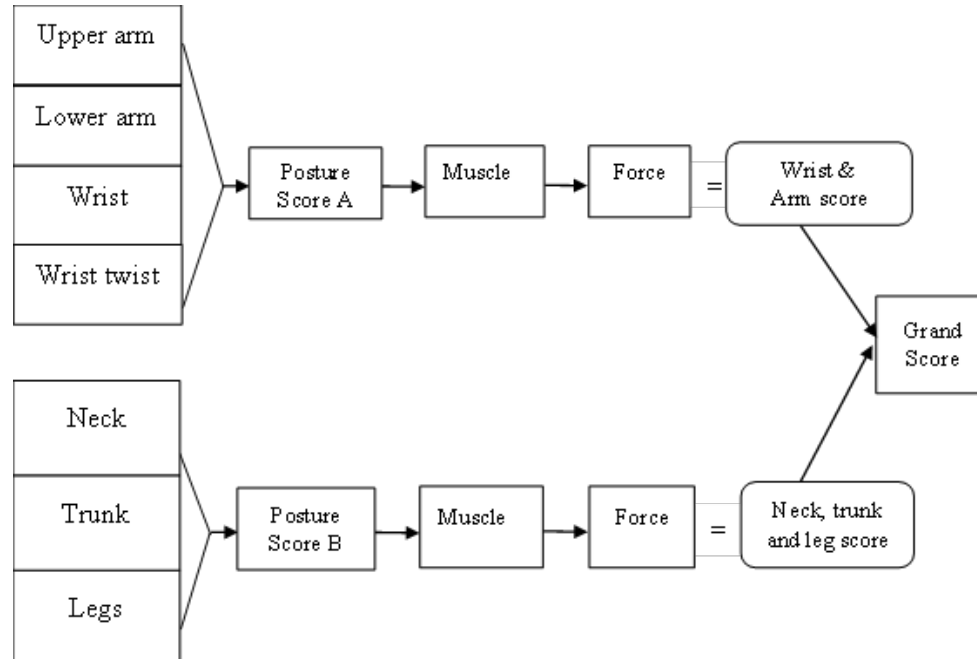 Upper arm
Lower arm
Wrist
Wrist twist
Posture
Score A
Muscle
Force
=
Wrist &
Arm score
Grand
Score
Neck
Trunk
Legs
Posture
Score B
Muscle
Force
=
Neck, trunk
and leg score